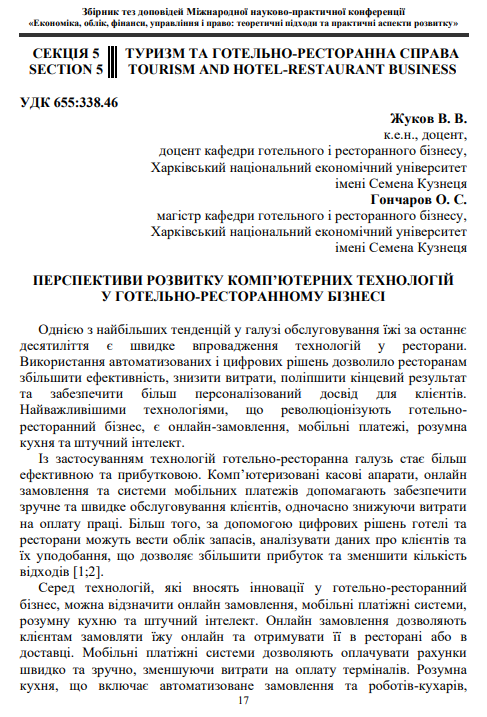 Збірник тез доповідей Міжнародної науково-практичної конференції
«Економіка, облік, фінанси, управління і право: теоретичні підходи та практичні аспекти розвитку»
СЕКЦІЯ 5 ТУРИЗМ ТА ГОТЕЛЬНО-РЕСТОРАННА СПРАВА
SECTION 5 TOURISM AND HOTEL-RESTAURANT BUSINESS
УДК 655:338.46
Жуков В. В.
к.е.н., доцент,
доцент кафедри готельного і ресторанного бізнесу,
Харківський національний економічний університет
імені Семена Кузнеця
Гончаров О. С.
магістр кафедри готельного і ресторанного бізнесу,
Харківський національний економічний університет
імені Семена Кузнеця
ПЕРСПЕКТИВИ РОЗВИТКУ КОМП’ЮТЕРНИХ ТЕХНОЛОГІЙ
У ГОТЕЛЬНО-РЕСТОРАННОМУ БІЗНЕСІ
Однією з найбільших тенденцій у галузі обслуговування їжі за останнє
десятиліття є швидке впровадження технологій у ресторани.
Використання автоматизованих і цифрових рішень дозволило ресторанам
збільшити ефективність, знизити витрати, поліпшити кінцевий результат
та забезпечити більш персоналізований досвід для клієнтів.
Найважливішими технологіями, що революціонізують готельно-
ресторанний бізнес, є онлайн-замовлення, мобільні платежі, розумна
кухня та штучний інтелект.
Із застосуванням технологій готельно-ресторанна галузь стає більш
ефективною та прибутковою. Комп’ютеризовані касові апарати, онлайн
замовлення та системи мобільних платежів допомагають забезпечити
зручне та швидке обслуговування клієнтів, одночасно знижуючи витрати
на оплату праці. Більш того, за допомогою цифрових рішень готелі та
ресторани можуть вести облік запасів, аналізувати даних про клієнтів та
їх уподобання, що дозволяє збільшити прибуток та зменшити кількість
відходів [1;2].
Серед технологій, які вносять інновації у готельно-ресторанний
бізнес, можна відзначити онлайн замовлення, мобільні платіжні системи,
розумну кухню та штучний інтелект. Онлайн замовлення дозволяють
клієнтам замовляти їжу онлайн та отримувати її в ресторані або в
доставці. Мобільні платіжні системи дозволяють оплачувати рахунки
швидко та зручно, зменшуючи витрати на оплату терміналів. Розумна
кухня, що включає автоматизоване замовлення та роботів-кухарів,
17